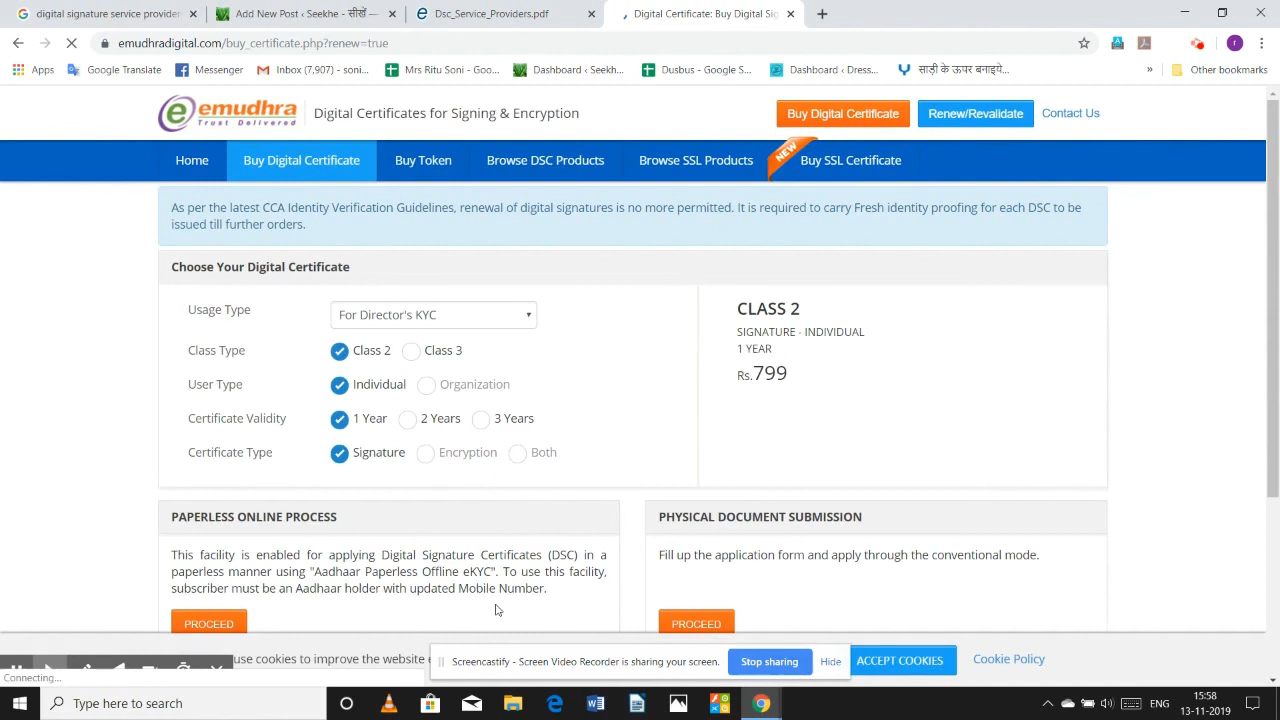 digital signature service provider
Add New Post ‹ Seekhe - सीखें —
Dsc_Service_Providers.pdf
Digital Certificate: Buy Digital Sig
emudhradigital.com/buy_certificate.php?renew=true
Apps
Google Translate
Messenger
Inbox (7,907) - soni...
Mrs Ritu Soni - Goo...
Dashboard ‹ Seekh...
Dusbus - Google S...
Dashboard ‹ Dress...
साड़ी के ऊपर बनाइपे...
»
Other bookmarks
emudhra
Trust Delivered
Digital Certificates for Signing & Encryption
Buy Digital Certificate
Renew/Revalidate
Contact Us
Home
Buy Digital Certificate
Buy Token
Browse DSC Products
Browse SSL Products
NEW
Buy SSL Certificate
As per the latest CCA Identity Verification Guidelines, renewal of digital signatures is no more permitted. It is required to carry Fresh identity proofing for each DSC to be
issued till further orders.
Choose Your Digital Certificate
Usage Type
For Director's KYC
Class Type
Class 2 Class 3
User Type
Individual Organization
Certificate Validity
1 Year 2 Years 3 Years
Certificate Type
Signature Encryption Both
CLASS 2
SIGNATURE - INDIVIDUAL
1 YEAR
Rs.799
PAPERLESS ONLINE PROCESS
This facility is enabled for applying Digital Signature Certificates (DSC) in a
paperless manner using "Aadhaar Paperless Offline eKYC". To use this facility,
subscriber must be an Aadhaar holder with updated Mobile Number.
PROCEED
PHYSICAL DOCUMENT SUBMISSION
Fill up the application form and apply through the conventional mode.
PROCEED
use cookies to improve the website
Screencastify - Screen Video Recorder is sharing your screen.
Stop sharing
Hide
ACCEPT COOKIES
Cookie Policy
Connecting...
Type here to search
ENG
15:58
13-11-2019